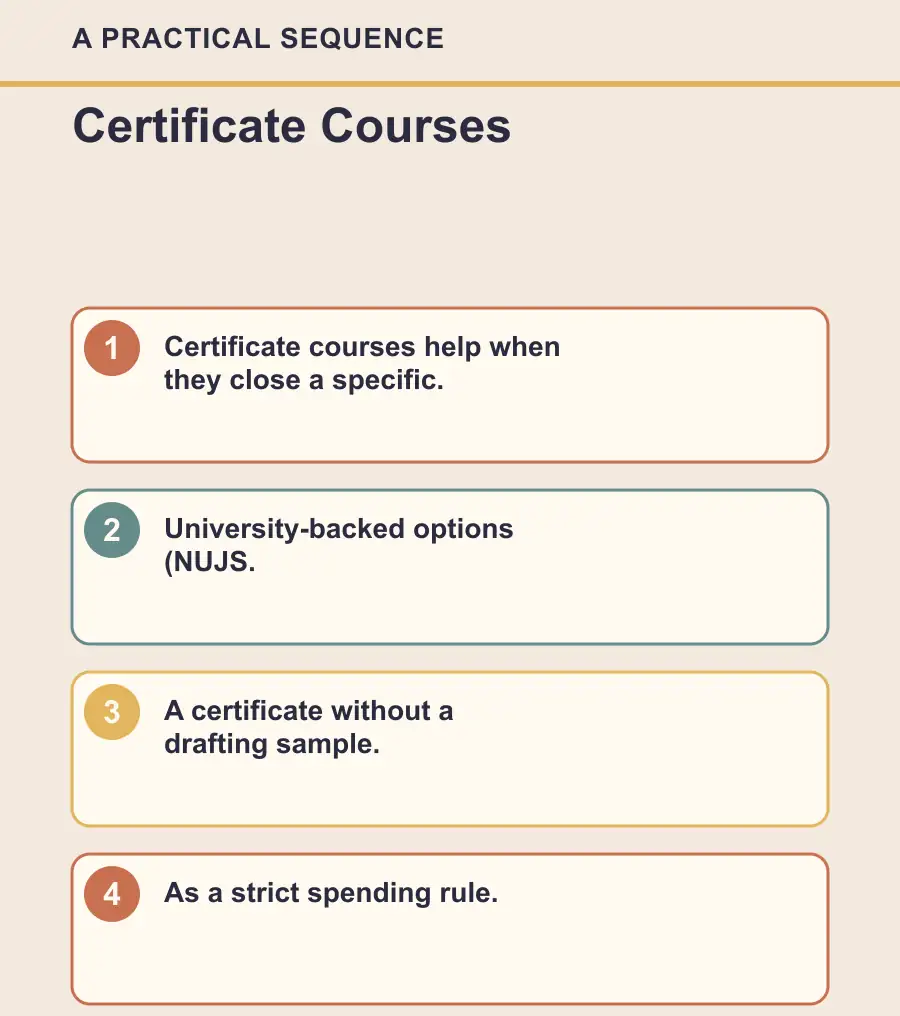 A PRACTICAL SEQUENCE
Certificate Courses
1
Certificate courses help when
they close a specific.
2
University-backed options
(NUJS.
3
A certificate without a
drafting sample.
4
As a strict spending rule.